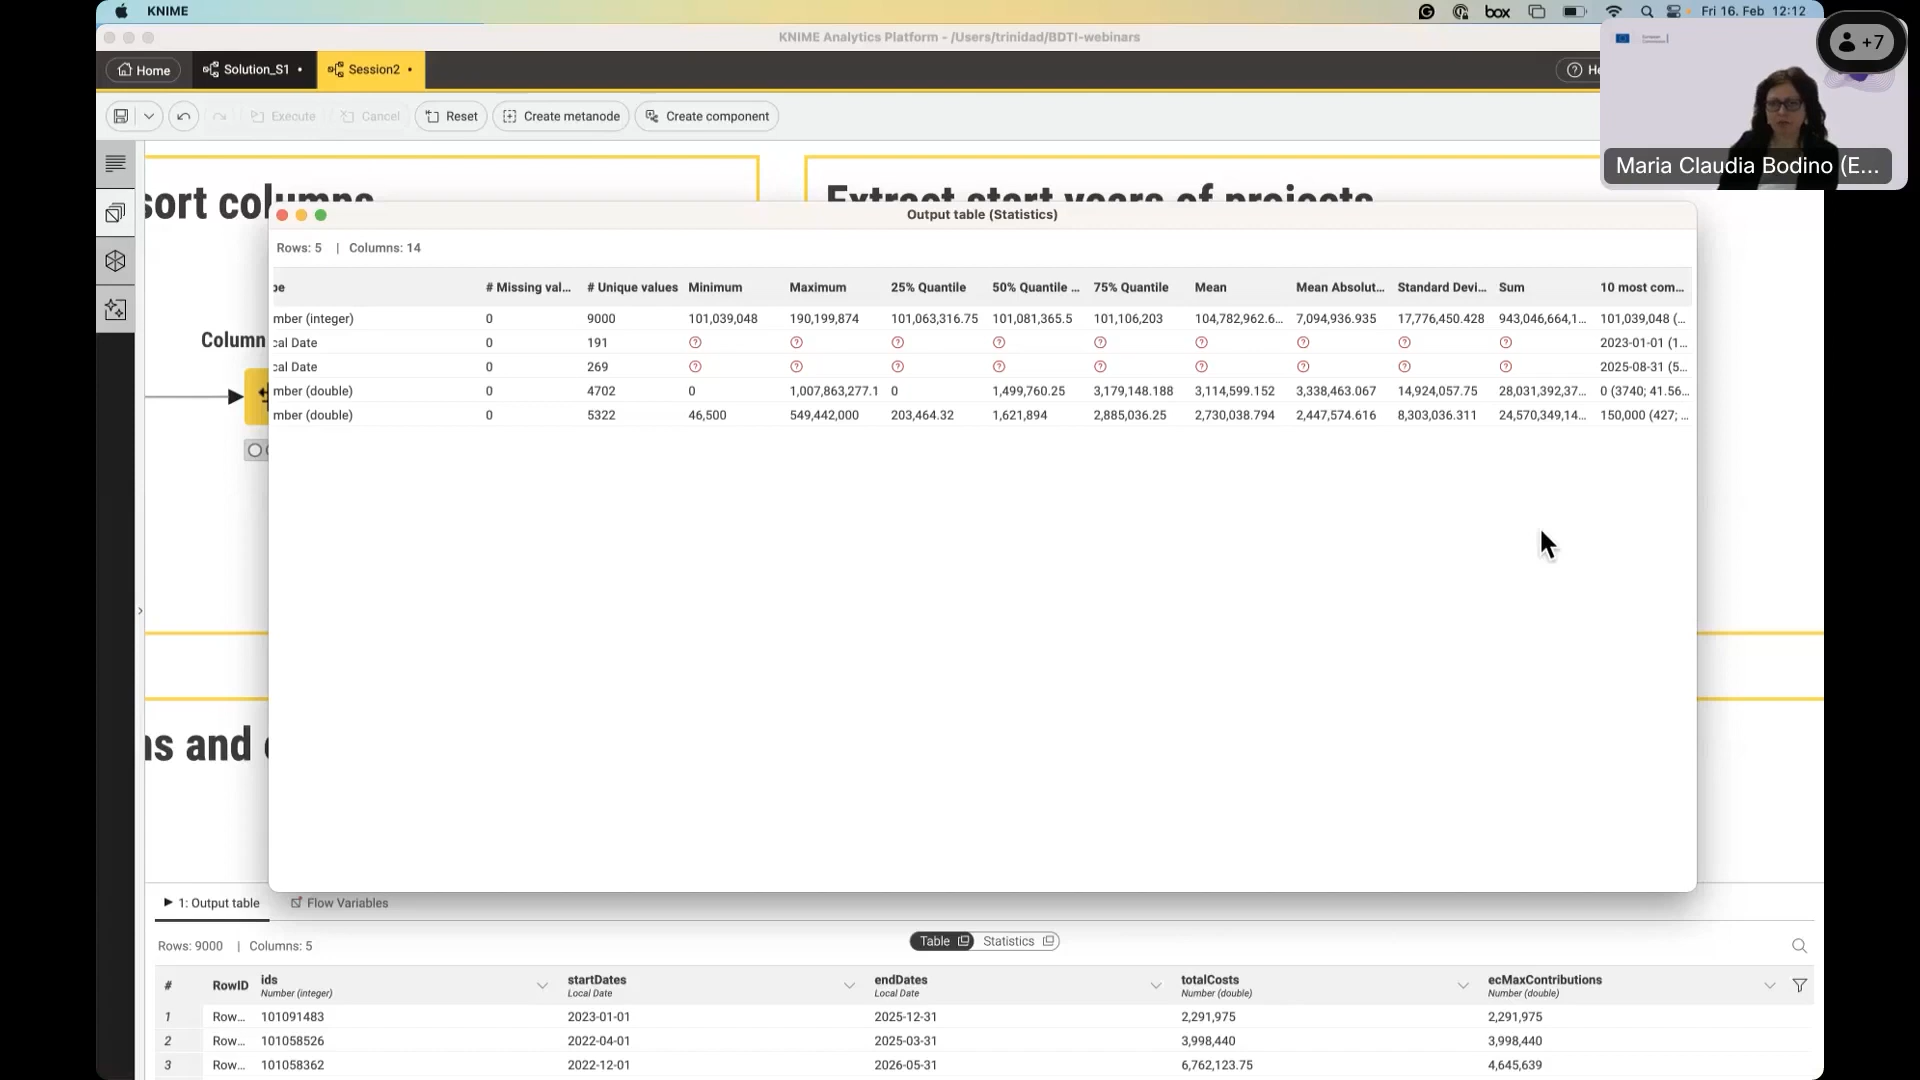 KNIME
box
Fri 16. Feb 12:12
KNIME Analytics Platform - /Users/trinidad/BDTI-webinars
Home
Solution_S1 •
Session2 •
Execute
Cancel
Reset
Create metanode
Create component
+7
Maria Claudia Bodino (E...
sort columns
Extract start years of projects
Output table (Statistics)
Rows: 5 | Columns: 14
# Missing val... # Unique values Minimum Maximum 25% Quantile 50% Quantile ... 75% Quantile Mean Mean Absolut... Standard Devi... Sum 10 most com...
mber (integer) 0 9000 101,039,048 190,199,874 101,063,316.75 101,081,365.5 101,106,203 104,782,962.6... 7,094,936.935 17,776,450.428 943,046,664,1... 101,039,048 (...
cal Date 0 191 ? ? ? ? ? ? ? ? ? 2023-01-01 (1...
cal Date 0 269 ? ? ? ? ? ? ? ? ? 2025-08-31 (5...
mber (double) 0 4702 0 1,007,863,277.1 0 1,499,760.25 3,179,148.188 3,114,599.152 3,338,463.067 14,924,057.75 28,031,392,37... 0 (3740; 41.56...
mber (double) 0 5322 46,500 549,442,000 203,464.32 1,621,894 2,885,036.25 2,730,038.794 2,447,574.616 8,303,036.311 24,570,349,14... 150,000 (427; ...
Column
ns and
1: Output table
Flow Variables
Rows: 9000 | Columns: 5
Table
Statistics
# RowID ids startDates endDates totalCosts ecMaxContributions
Number (integer) Local Date Local Date Number (double) Number (double)
1 Row... 101091483 2023-01-01 2025-12-31 2,291,975 2,291,975
2 Row... 101058526 2022-04-01 2025-03-31 3,998,440 3,998,440
3 Row... 101058362 2022-12-01 2026-05-31 6,762,123.75 4,645,639